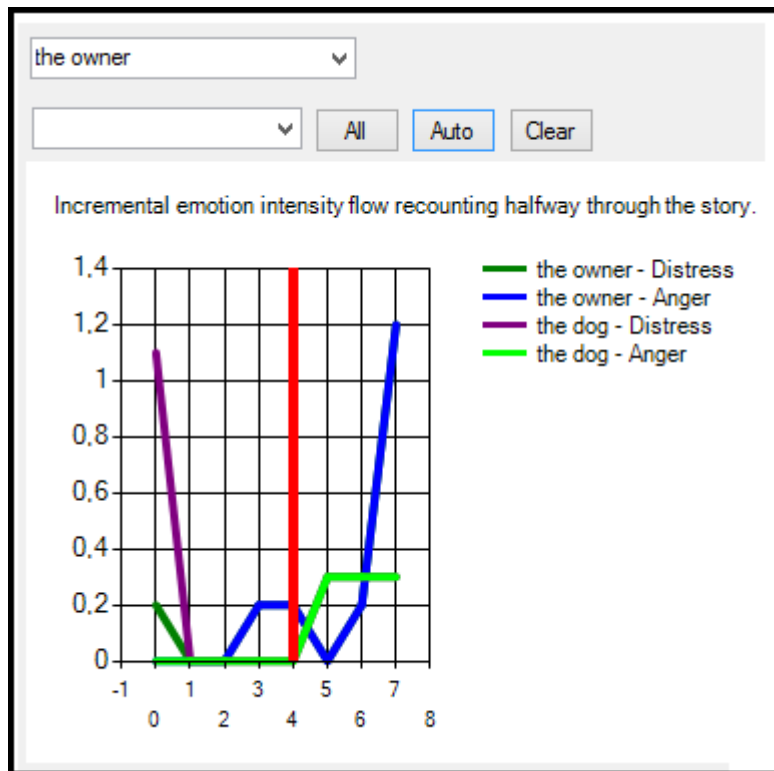 the owner
All Auto Clear
Incremental emotion intensity flow recounting halfway through the story.
1,4
1,2
1
0,8
0,6
0,4
0,2
0
-1 1 3 5 7
0 2 4 6 8
the owner - Distress
the owner - Anger
the dog - Distress
the dog - Anger